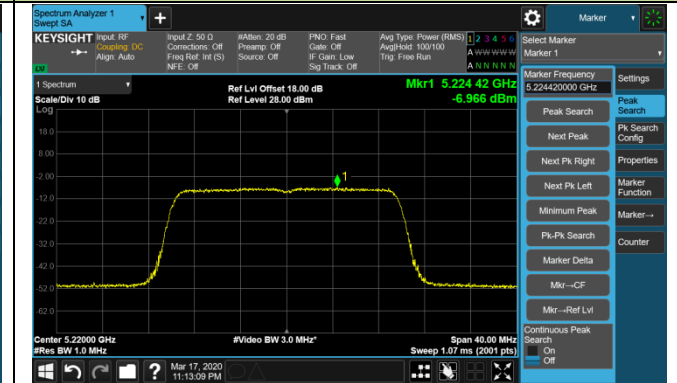 Spectrum Analyzer 1
Swept SA
Marker
KEYSIGHT Input: RF
Coupling: DC
Align: Auto
Input Z: 50 Ω
Corrections: Off
Freq Ref: Int (S)
NFE: Off
#Atten: 20 dB
Preamp: Off
Source: Off
PNO: Fast
Gate: Off
IF Gain: Low
Sig Track: Off
Avg Type: Power (RMS)
Avg|Hold: 100/100
Trig: Free Run
1 2 3 4 5 6
A W W W W W
A N N N N N
LXI
Select Marker
Marker 1
1 Spectrum
Scale/Div 10 dB
Log
Ref Lvl Offset 18.00 dB
Ref Level 28.00 dBm
Mkr1 5.224 42 GHz
-6.966 dBm
18.0
8.00
-2.00
-12.0
-22.0
-32.0
-42.0
-52.0
-62.0
1
Center 5.22000 GHz
#Res BW 1.0 MHz
#Video BW 3.0 MHz*
Span 40.00 MHz
Sweep 1.07 ms (2001 pts)
Marker Frequency
5.224420000 GHz
Peak Search
Next Peak
Next Pk Right
Next Pk Left
Minimum Peak
Pk-Pk Search
Marker Delta
Mkr→CF
Mkr→Ref Lvl
Continuous Peak
Search
On
Off
Settings
Peak
Search
Pk Search
Config
Properties
Marker
Function
Marker→
Counter
Mar 17, 2020
11:13:09 PM